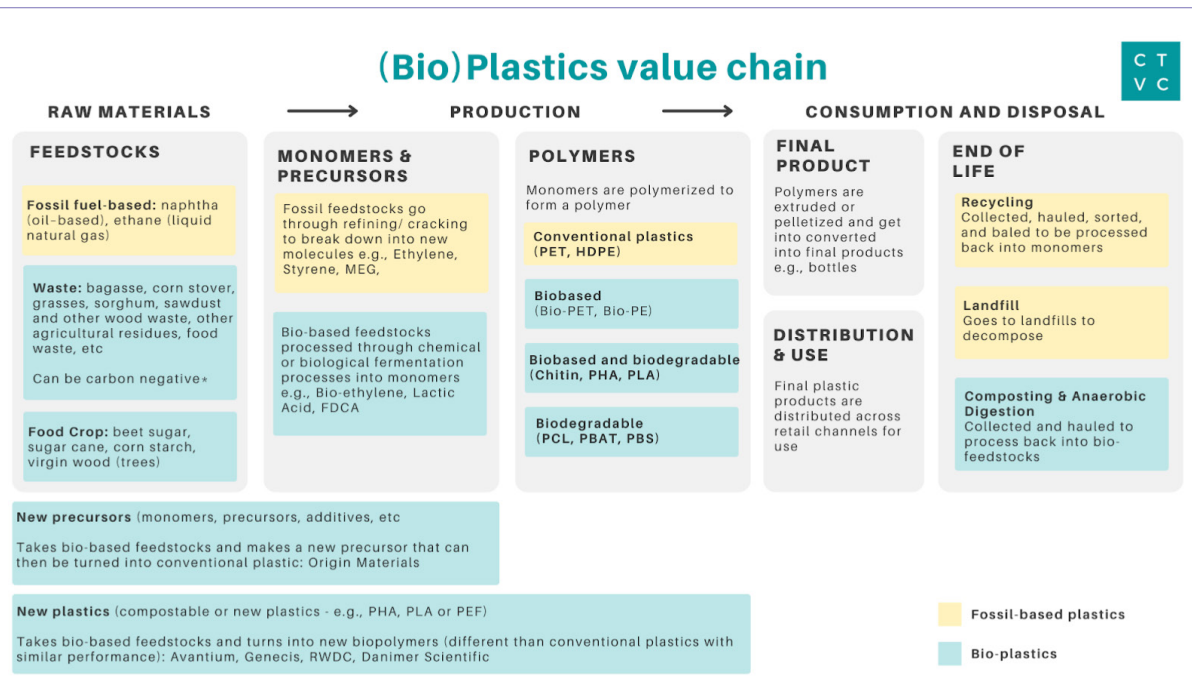 (Bio)Plastics value chain
C T
V C
RAW MATERIALS
PRODUCTION
CONSUMPTION AND DISPOSAL
FEEDSTOCKS
Fossil fuel-based: naphtha
(oil-based), ethane (liquid
natural gas)
Waste: bagasse, corn stover,
grasses, sorghum, sawdust
and other wood waste, other
agricultural residues, food
waste, etc
Can be carbon negative*
Food Crop: beet sugar,
sugar cane, corn starch,
virgin wood (trees)
MONOMERS &
PRECURSORS
Fossil feedstocks go
through refining/ cracking
to break down into new
molecules e.g., Ethylene,
Styrene, MEG,
Bio-based feedstocks
processed through chemical
or biological fermentation
processes into monomers
e.g., Bio-ethylene, Lactic
Acid, FDCA
POLYMERS
Monomers are polymerized to
form a polymer
Conventional plastics
(PET, HDPE)
Biobased
(Bio-PET, Bio-PE)
Biobased and biodegradable
(Chitin, PHA, PLA)
Biodegradable
(PCL, PBAT, PBS)
FINAL
PRODUCT
Polymers are
extruded or
pelletized and get
into converted
into final products
e.g., bottles
DISTRIBUTION
& USE
Final plastic
products are
distributed across
retail channels for
use
END OF
LIFE
Recycling
Collected, hauled, sorted,
and baled to be processed
back into monomers
Landfill
Goes to landfills to
decompose
Composting & Anaerobic
Digestion
Collected and hauled to
process back into bio-
feedstocks
New precursors (monomers, precursors, additives, etc
Takes bio-based feedstocks and makes a new precursor that can
then be turned into conventional plastic: Origin Materials
New plastics (compostable or new plastics - e.g., PHA, PLA or PEF)
Takes bio-based feedstocks and turns into new biopolymers (different than conventional plastics with
similar performance): Avantium, Genecis, RWDC, Danimer Scientific
Fossil-based plastics
Bio-plastics